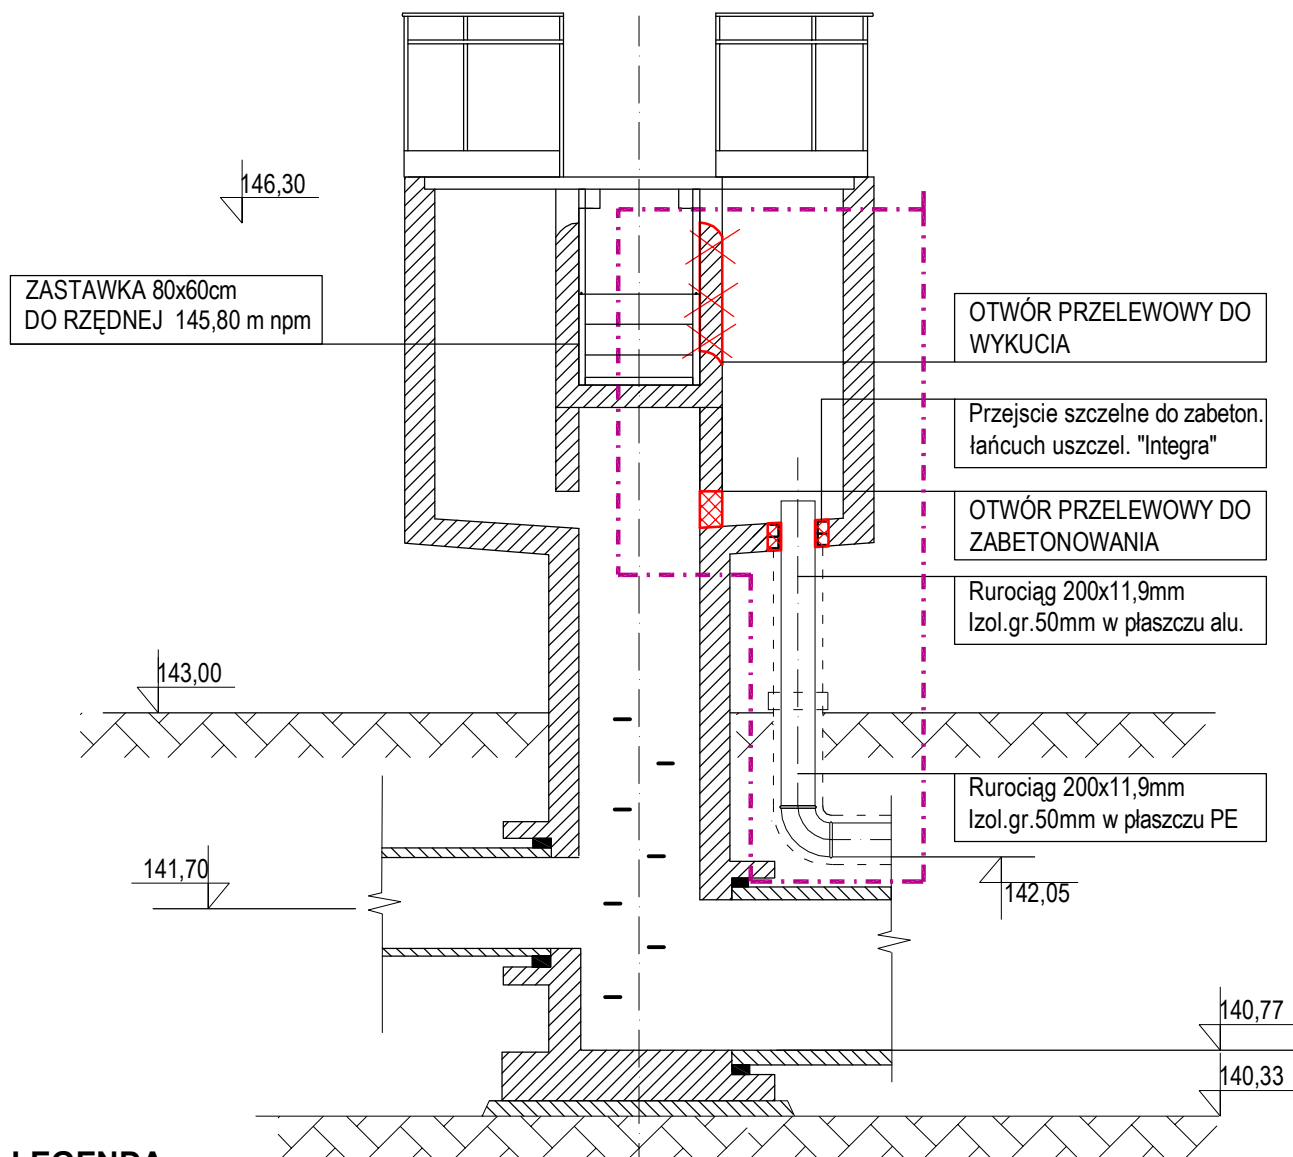 146,30
ZASTAWKA 80x60cm
DO RZĘDNEJ 145,80 m npm
OTWÓR PRZELEWOWY DO
WYKUCIA
Przejscie szczelne do zabeton.
łańcuch uszczel. "Integra"
OTWÓR PRZELEWOWY DO
ZABETONOWANIA
Rurociąg 200x11,9mm
Izol.gr.50mm w płaszczu alu.
143,00
Rurociąg 200x11,9mm
Izol.gr.50mm w płaszczu PE
141,70
142,05
140,77
140,33
LEGENDA